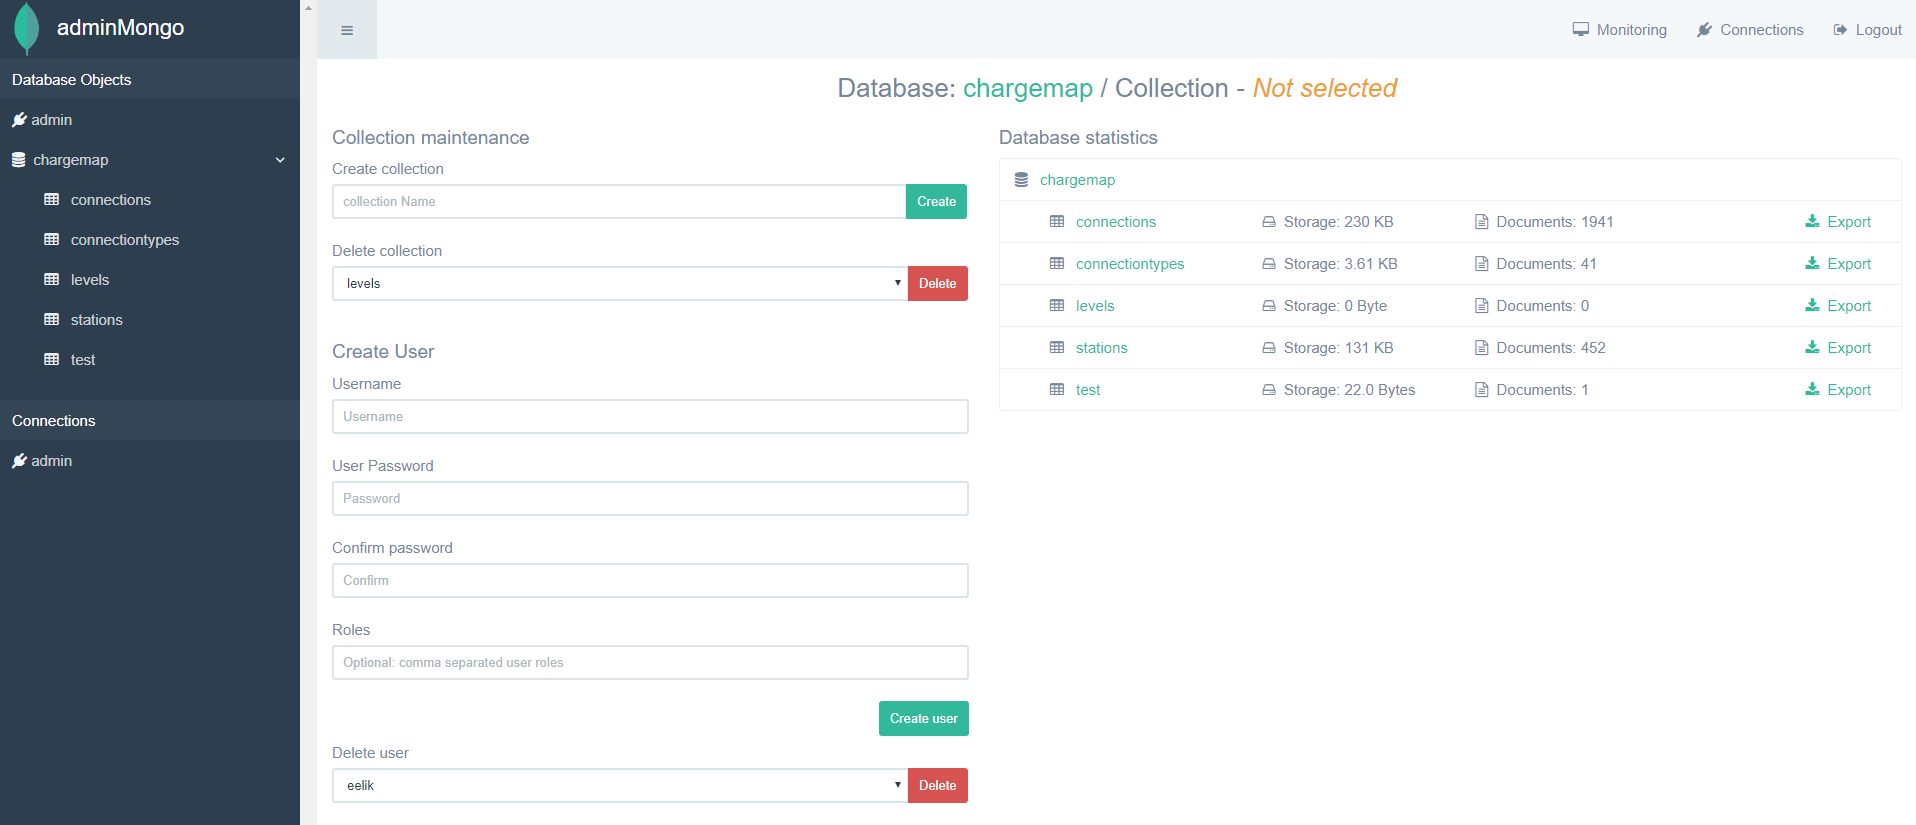 adminMongo
Database Objects
admin
chargemap
connections
connectiontypes
levels
stations
test
Connections
admin
Monitoring Connections Logout
Database: chargemap / Collection - Not selected
Collection maintenance
Create collection
collection Name Create
Delete collection
levels Delete
Create User
Username
Username
User Password
Password
Confirm password
Confirm
Roles
Optional: comma separated user roles
Create user
Delete user
eelik Delete
Database statistics
chargemap
connections Storage: 230 KB Documents: 1941 Export
connectiontypes Storage: 3.61 KB Documents: 41 Export
levels Storage: 0 Byte Documents: 0 Export
stations Storage: 131 KB Documents: 452 Export
test Storage: 22.0 Bytes Documents: 1 Export